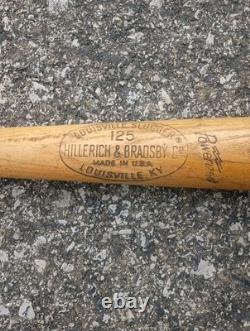 LOUISVILLE SLUGGER
125
HILLERICH & BRADSBY Co
MADE IN U.S.A.
LOUISVILLE, KY.
POWERIZED